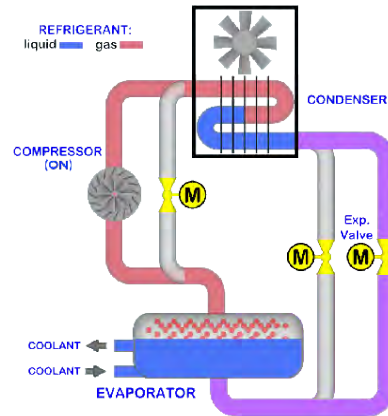 REFRIGERANT:
liquid gas
CONDENSER
COMPRESSOR
(ON)
M
Exp.
Valve
M
M
COOLANT
COOLANT
EVAPORATOR